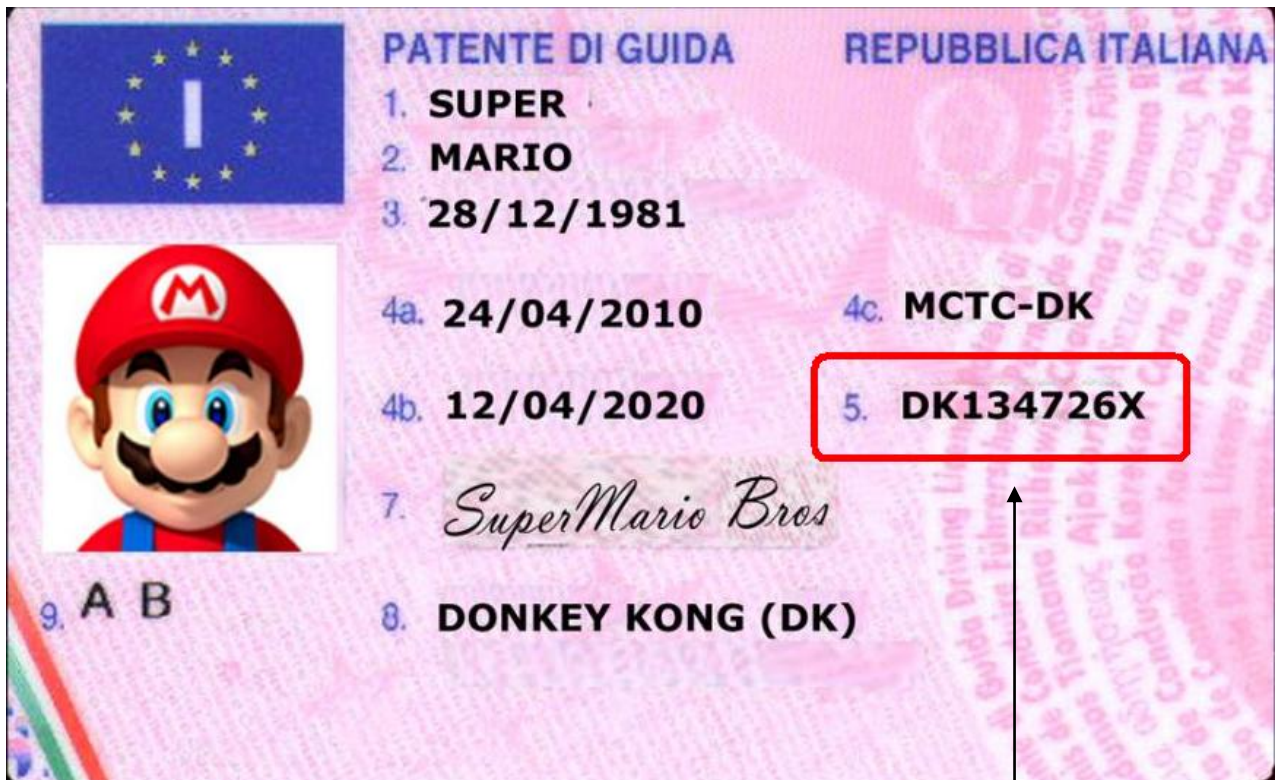 I
PATENTE DI GUIDA REPUBBLICA ITALIANA
1. SUPER
2. MARIO
3. 28/12/1981
4a. 24/04/2010 4c. MCTC-DK
4b. 12/04/2020 5. DK134726X
7. SuperMario Bros
9. A B
8. DONKEY KONG (DK)
M